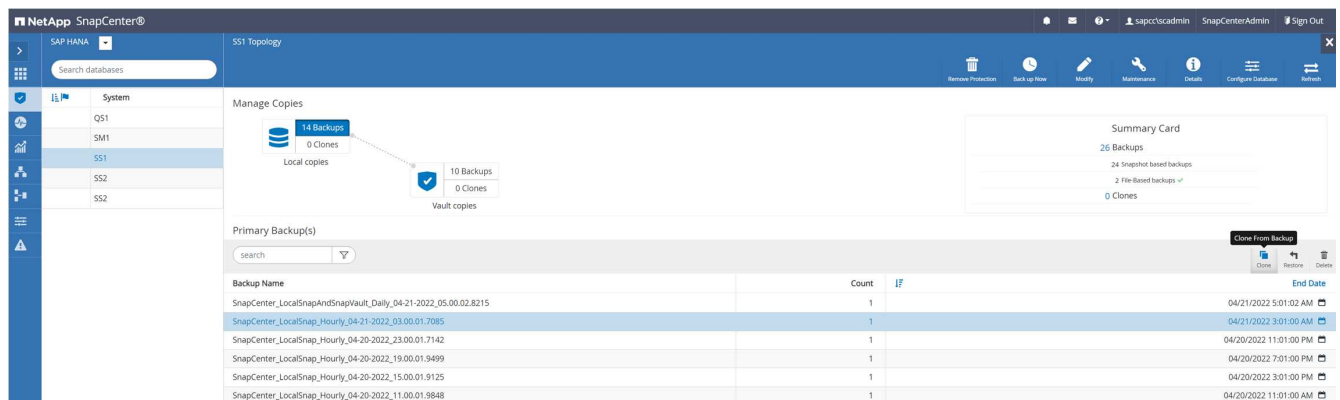 NetApp SnapCenter®
sapcc\scadmin SnapCenterAdmin Sign Out
SAP HANA
Search databases
System
QS1
SM1
SS1
SS2
SS2
SS1 Topology
Remove Protection Back up Now Modify Maintenance Details Configure Database Refresh
Manage Copies
14 Backups
0 Clones
Local copies
10 Backups
0 Clones
Vault copies
Summary Card
26 Backups
24 Snapshot based backups
2 File-Based backups
0 Clones
Primary Backup(s)
search
Clone From Backup
Clone Restore Delete
Backup Name Count End Date
SnapCenter_LocalSnapAndSnapVault_Daily_04-21-2022_05.00.02.8215 1 04/21/2022 5:01:02 AM
SnapCenter_LocalSnap_Hourly_04-21-2022_03.00.01.7085 1 04/21/2022 3:01:00 AM
SnapCenter_LocalSnap_Hourly_04-20-2022_23.00.01.7142 1 04/20/2022 11:01:00 PM
SnapCenter_LocalSnap_Hourly_04-20-2022_19.00.01.9499 1 04/20/2022 7:01:00 PM
SnapCenter_LocalSnap_Hourly_04-20-2022_15.00.01.9125 1 04/20/2022 3:01:00 PM
SnapCenter_LocalSnap_Hourly_04-20-2022_11.00.01.9848 1 04/20/2022 11:01:00 AM